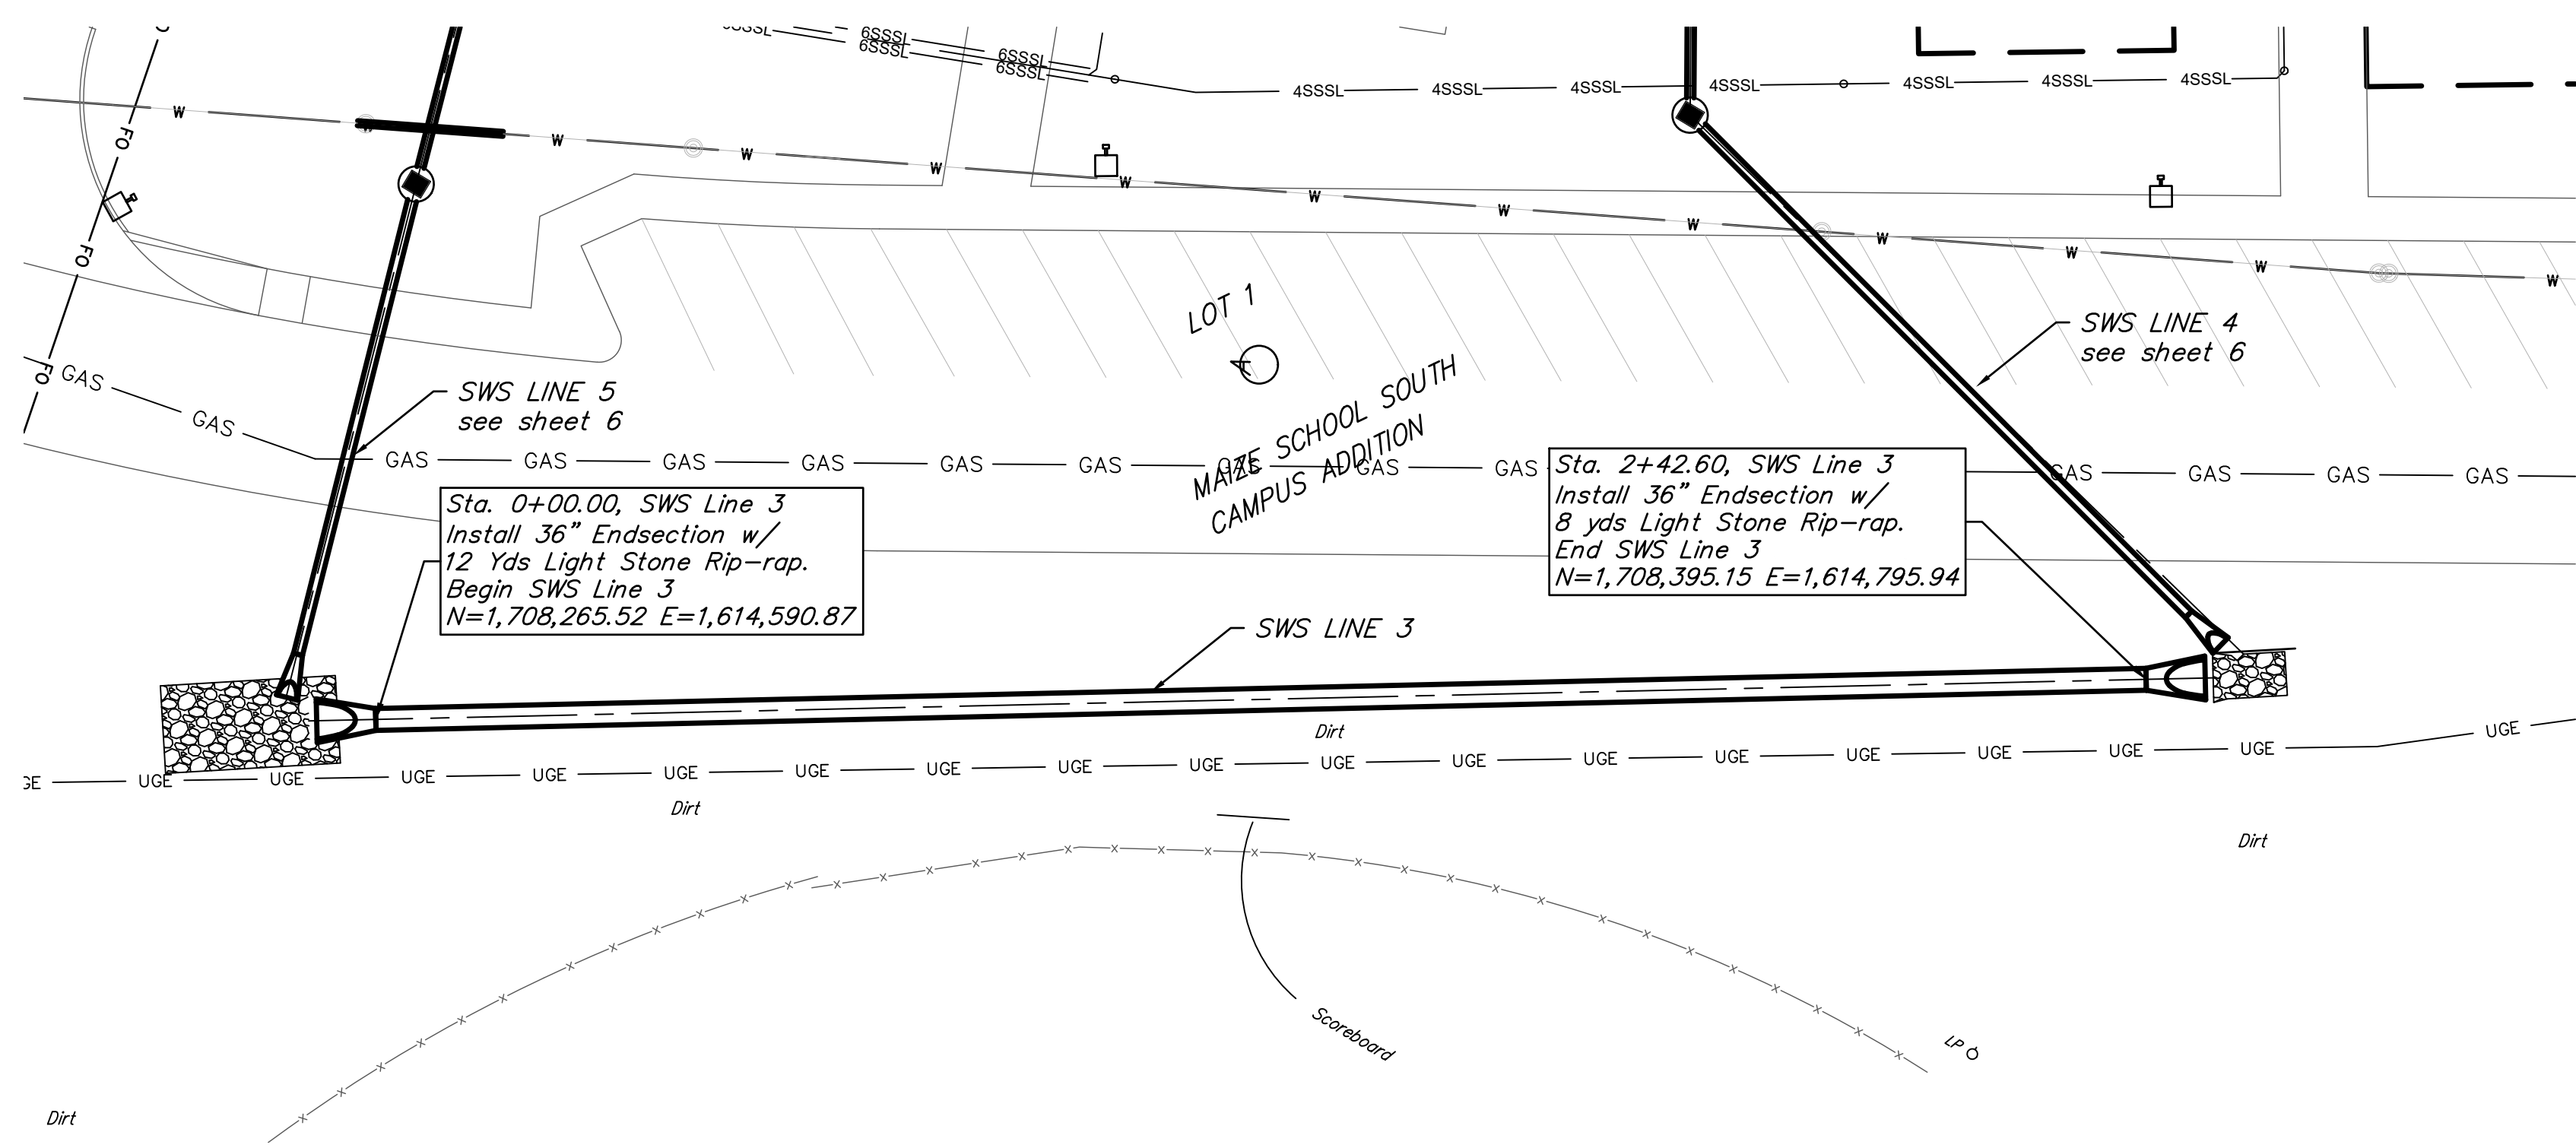 6SSSL 6SSSL
6SSSL 6SSSL 6SSSL
4SSSL 4SSSL 4SSSL 4SSSL 4SSSL 4SSSL 4SSSL
W W W W W W W W W W W W
FO
FO
FO
LOT 1
A
MAIZE SCHOOL SOUTH
CAMPUS ADDITION
SWS LINE 4
see sheet 6
SWS LINE 5
see sheet 6
GAS GAS GAS GAS GAS GAS GAS GAS GAS GAS GAS GAS GAS GAS GAS
Sta. 0+00.00, SWS Line 3
Install 36" Endsection w/
12 Yds Light Stone Rip-rap.
Begin SWS Line 3
N=1,708,265.52 E=1,614,590.87
Sta. 2+42.60, SWS Line 3
Install 36" Endsection w/
8 yds Light Stone Rip-rap.
End SWS Line 3
N=1,708,395.15 E=1,614,795.94
SWS LINE 3
Dirt
UGE UGE UGE UGE UGE UGE UGE UGE UGE UGE UGE UGE UGE UGE UGE UGE UGE UGE
Dirt
Dirt
Scoreboard
LP
Dirt